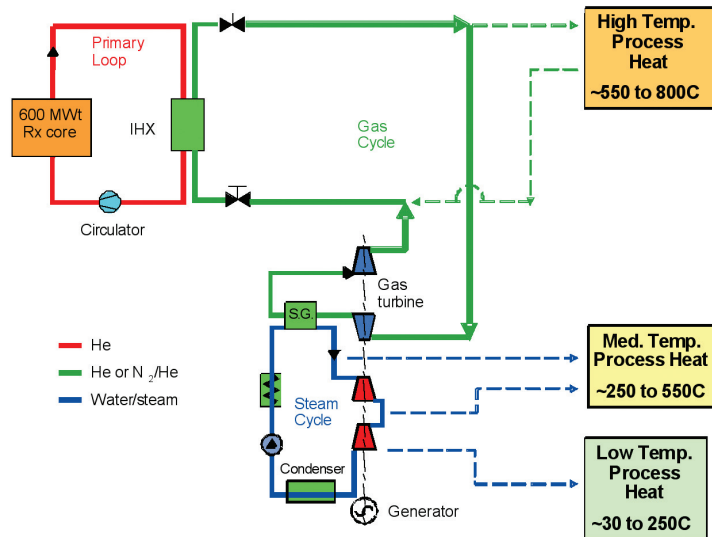 Primary
Loop
600 MWt
Rx core
IHX
Circulator
Gas
Cycle
High Temp.
Process
Heat
~550 to 800C
Gas
turbine
S.G.
He
He or N 2/He
Water/steam
Steam
Cycle
Condenser
Generator
Med. Temp.
Process Heat
~250 to 550C
Low Temp.
Process
Heat
~30 to 250C